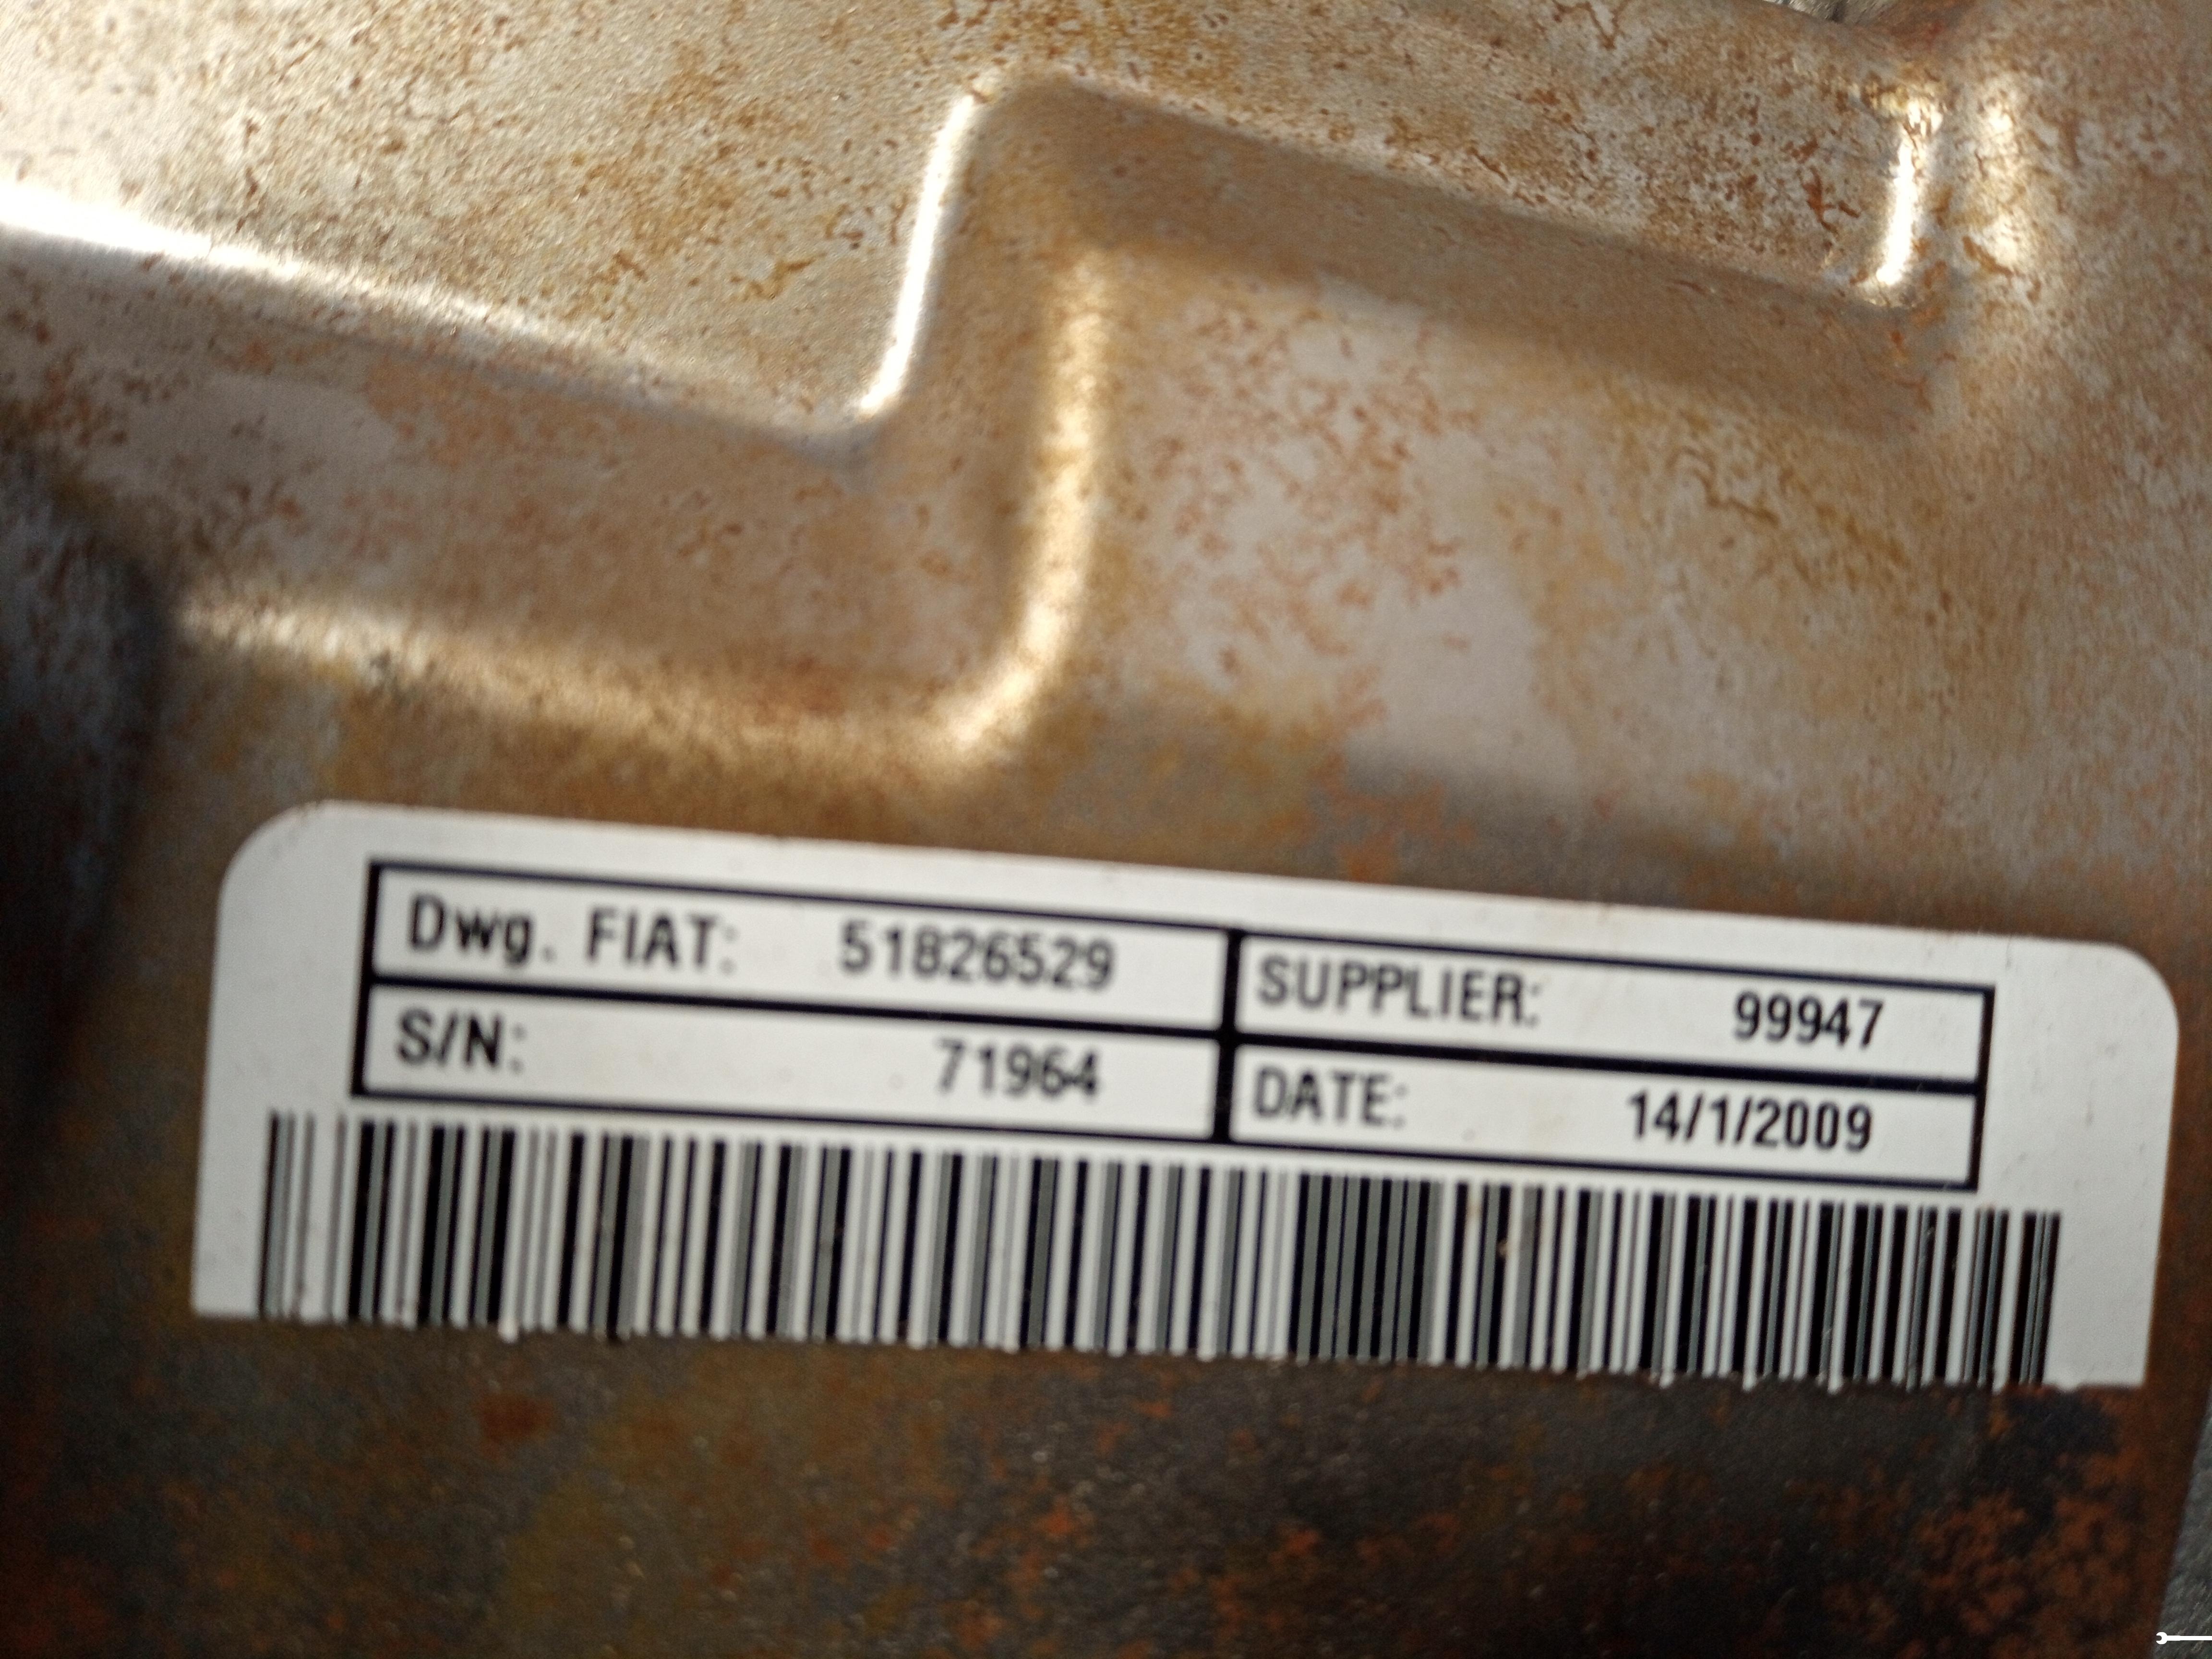 Dwg. FIAT: 51826529 SUPPLIER: 99947
S/N: 71964 DATE: 14/1/2009